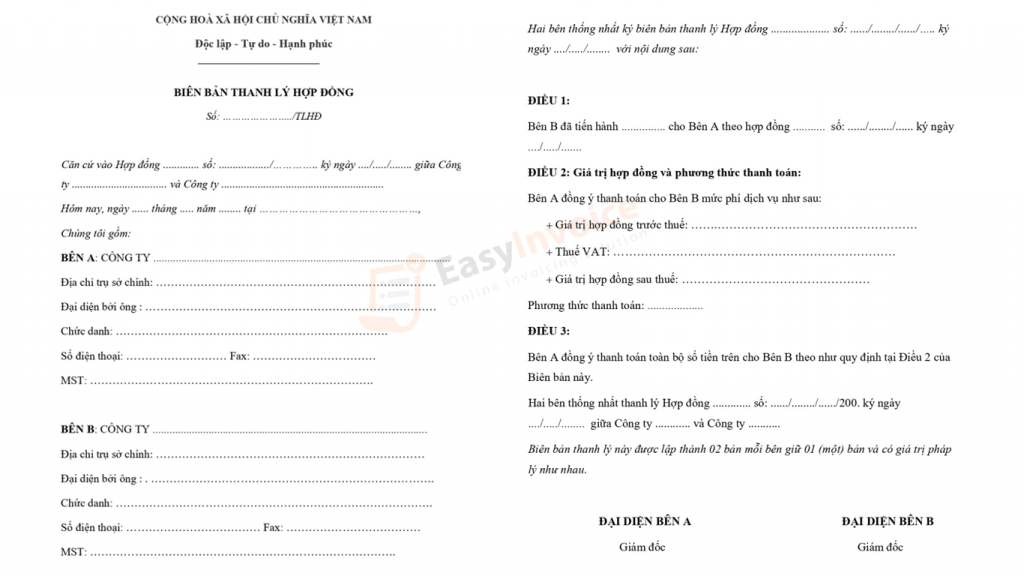 CỘNG HOÀ XÃ HỘI CHỦ NGHĨA VIỆT NAM
Độc lập - Tự do - Hạnh phúc
BIÊN BẢN THANH LÝ HỢP ĐỒNG
Số: ………………...../TLHĐ
Căn cứ vào Hợp đồng ............. số: .................../…………... ký ngày ..../...../........ giữa Công
ty .................................. và Công ty ..........................................................
Hôm nay, ngày ...... tháng ..... năm ........ tại ……………………………………,
Chúng tôi gồm:
BÊN A: CÔNG TY ..........................................................................................................
Địa chỉ trụ sở chính: …………………………………………………………………
Đại diện bởi ông : ……………………………………………………………………
Chức danh: …………………………………………………………………
Số điện thoại: ……………………… Fax: ……………………………
MST: …………………………………………………………………….
BÊN B: CÔNG TY ..................................................................................................
Địa chỉ trụ sở chính: ………………………………………………………………
Đại diện bởi ông : . …………………………………………………………………….
Chức danh: …………………………………………………………………………….
Số điện thoại: ……………………………… Fax: ………………………………
MST: ………………………………………………………………………….
Hai bên thống nhất ký biên bản thanh lý Hợp đồng .................... số: ....../......../....../..... ký
ngày ..../...../........ với nội dung sau:
ĐIỀU 1:
Bên B đã tiến hành ............... cho Bên A theo hợp đồng ........... số: ....../......../...... ký ngày
..../...../.......
ĐIỀU 2: Giá trị hợp đồng và phương thức thanh toán:
Bên A đồng ý thanh toán cho Bên B mức phí dịch vụ như sau:
+ Giá trị hợp đồng trước thuế: ……………………………………………………
+ Thuế VAT: …………………………………………………………………
+ Giá trị hợp đồng sau thuế: ……………………………………………
Phương thức thanh toán: ...................
ĐIỀU 3:
Bên A đồng ý thanh toán toàn bộ số tiền trên cho Bên B theo như quy định tại Điều 2 của
Biên bản này.
Hai bên thống nhất thanh lý Hợp đồng ............. số: ....../......../....../200. ký ngày
..../...../........ giữa Công ty ............ và Công ty ...........
Biên bản thanh lý này được lập thành 02 bản mỗi bên giữ 01 (một) bản và có giá trị pháp
lý như nhau.
ĐẠI DIỆN BÊN A ĐẠI DIỆN BÊN B
Giám đốc Giám đốc
EasyInvoice
Online invoicing solution